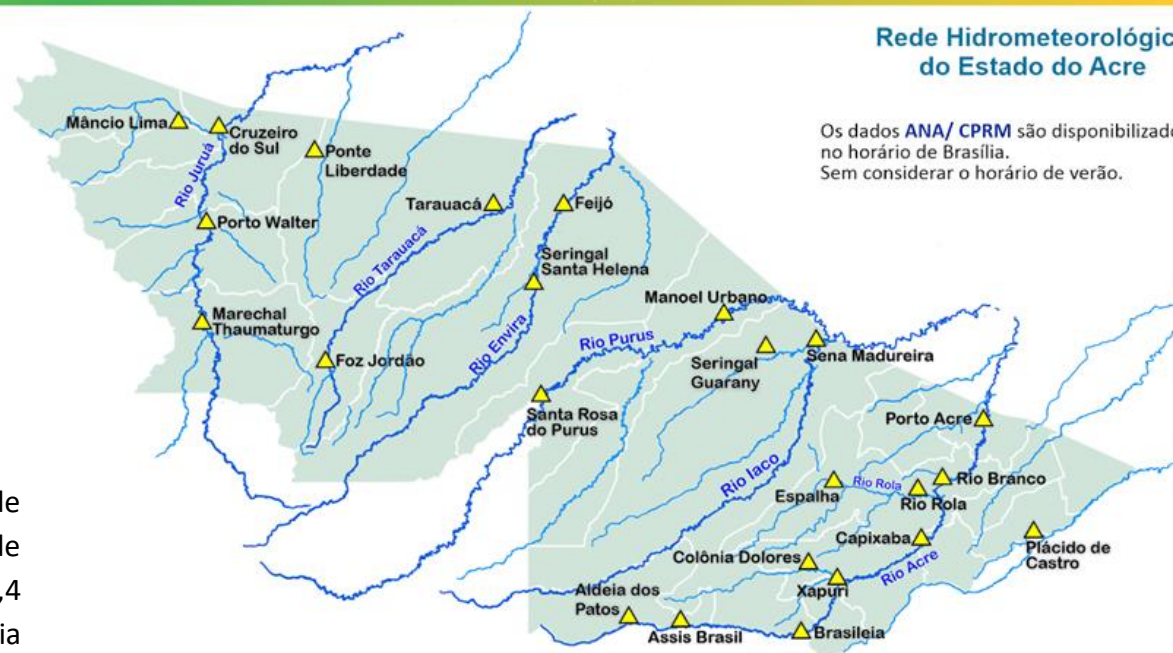 Rede Hidrometeorológic
do Estado do Acre
Os dados ANA/ CPRM são disponibilizado
no horário de Brasília.
Sem considerar o horário de verão.
Mâncio Lima
Cruzeiro
do Sul
Ponte
Liberdade
Rio Juruá
Porto Walter
Tarauacá
Feijó
Rio Tarauacá
Seringal
Santa Helena
Marechal
Thaumaturgo
Foz Jordão
Rio Envira
Manoel Urbano
Rio Purus
Seringal
Guarany
Sena Madureira
Santa Rosa
do Purus
Porto Acre
Rio Iaco
Espalha
Rio Rola
Rio Branco
Rio Rola
Capixaba
Plácido de
Castro
Colônia Dolores
Rio Acre
Xapuri
Aldeia dos
Patos
Assis Brasil
Brasileia
de
de
,4
ia